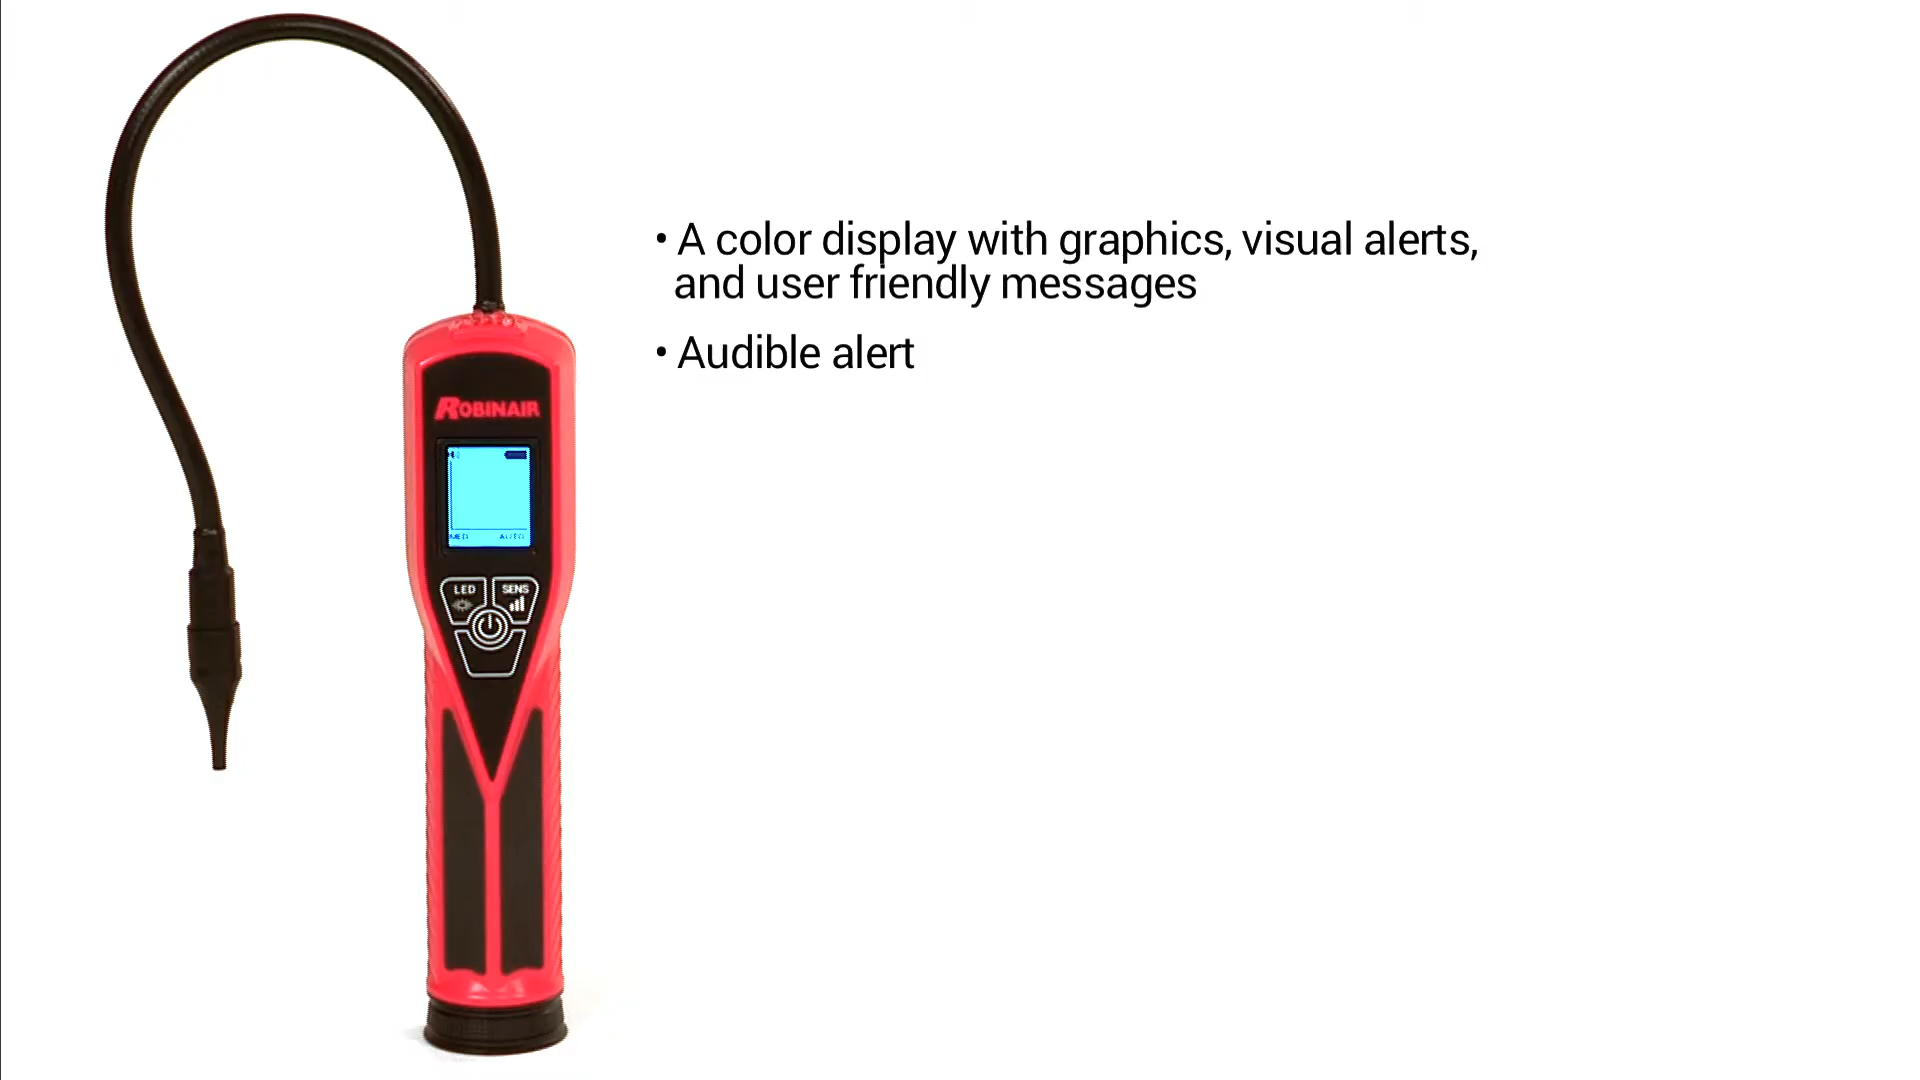 • A color display with graphics, visual alerts,
and user friendly messages
• Audible alert
ROBINAIR
LED
SENS